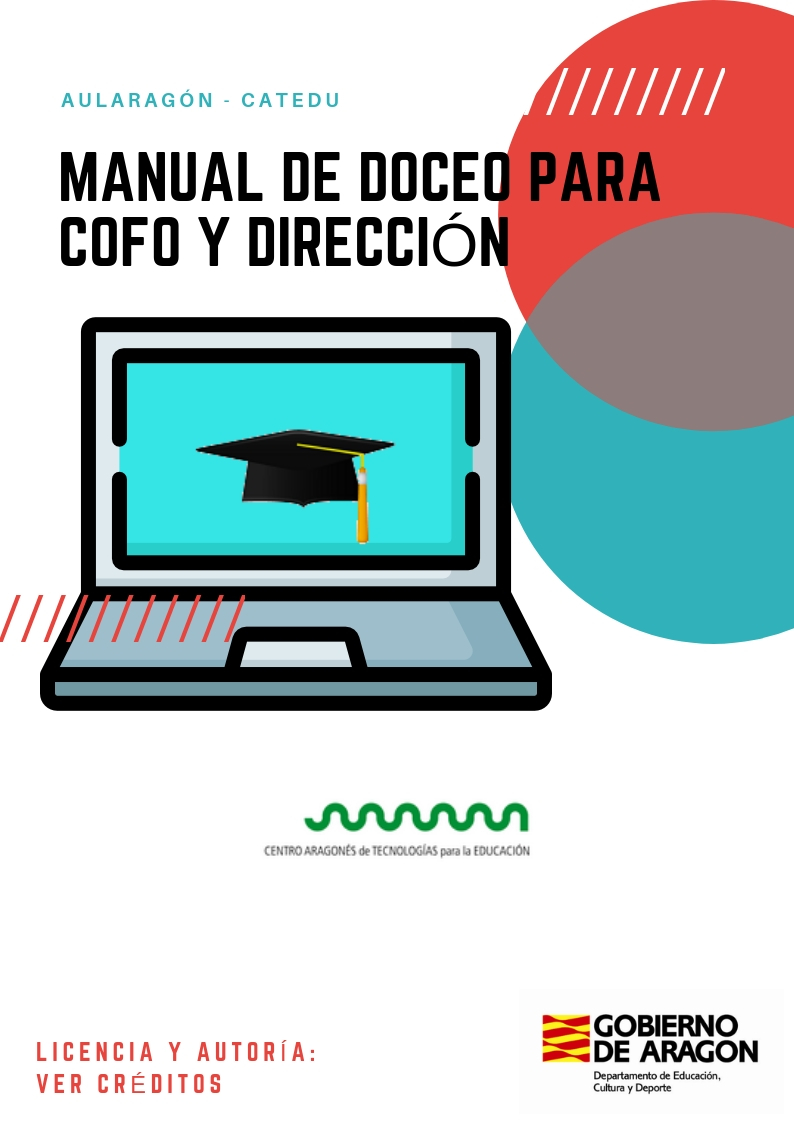 AULARAGÓN - CATEDU
MANUAL DE DOCEO PARA
COFO Y DIRECCIÓN
CENTRO ARAGONÉS de TECNOLOGÍAS para la EDUCACIÓN
LICENCIA Y AUTORÍA:
VER CRÉDITOS
GOBIERNO
DE ARAGON
Departamento de Educación,
Cultura y Deporte